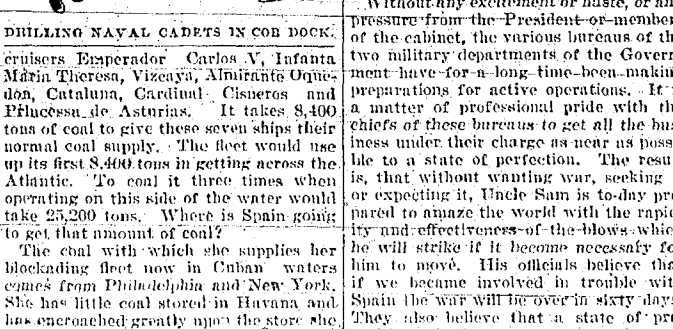 DRILLING NAVAL CADETS IN COB DOCK.
cruisers Emperador Carlos V, Infanta
Maria Theresa, Vizcaya, Almirante Oque-
don, Cataluna, Cardinal Cisneros and
Princessa de Asturias. It takes 8,400
tons of coal to give these seven ships their
normal coal supply. The fleet would use
up its first 8,400 tons in getting across the
Atlantic. To coal it three times when
operating on this side of the water would
take 25,200 tons. Where is Spain going
to get that amount of coal?
The coal with which she supplies her
blockading fleet now in Cuban waters
comes from Philadelphia and New York.
She has little coal stored in Havana and
has encroached greatly upon the store she
Without any excitement or haste, or an
pressure from the President or member
of the cabinet, the various bureaus of th
two military departments of the Govern
ment have for a long time been makin
preparations for active operations. It
a matter of professional pride with th
chiefs of these bureaus to get all the bu
iness under their charge as near as poss
ble to a state of perfection. The resu
is, that without wanting war, seeking
or expecting it, Uncle Sam is to-day pre
pared to amaze the world with the rapid
ity and effectiveness of the blows whic
he will strike if it become necessary fo
him to move. His officials believe tha
if we became involved in trouble wit
Spain the war will be over in sixty days
They also believe that a state of pre